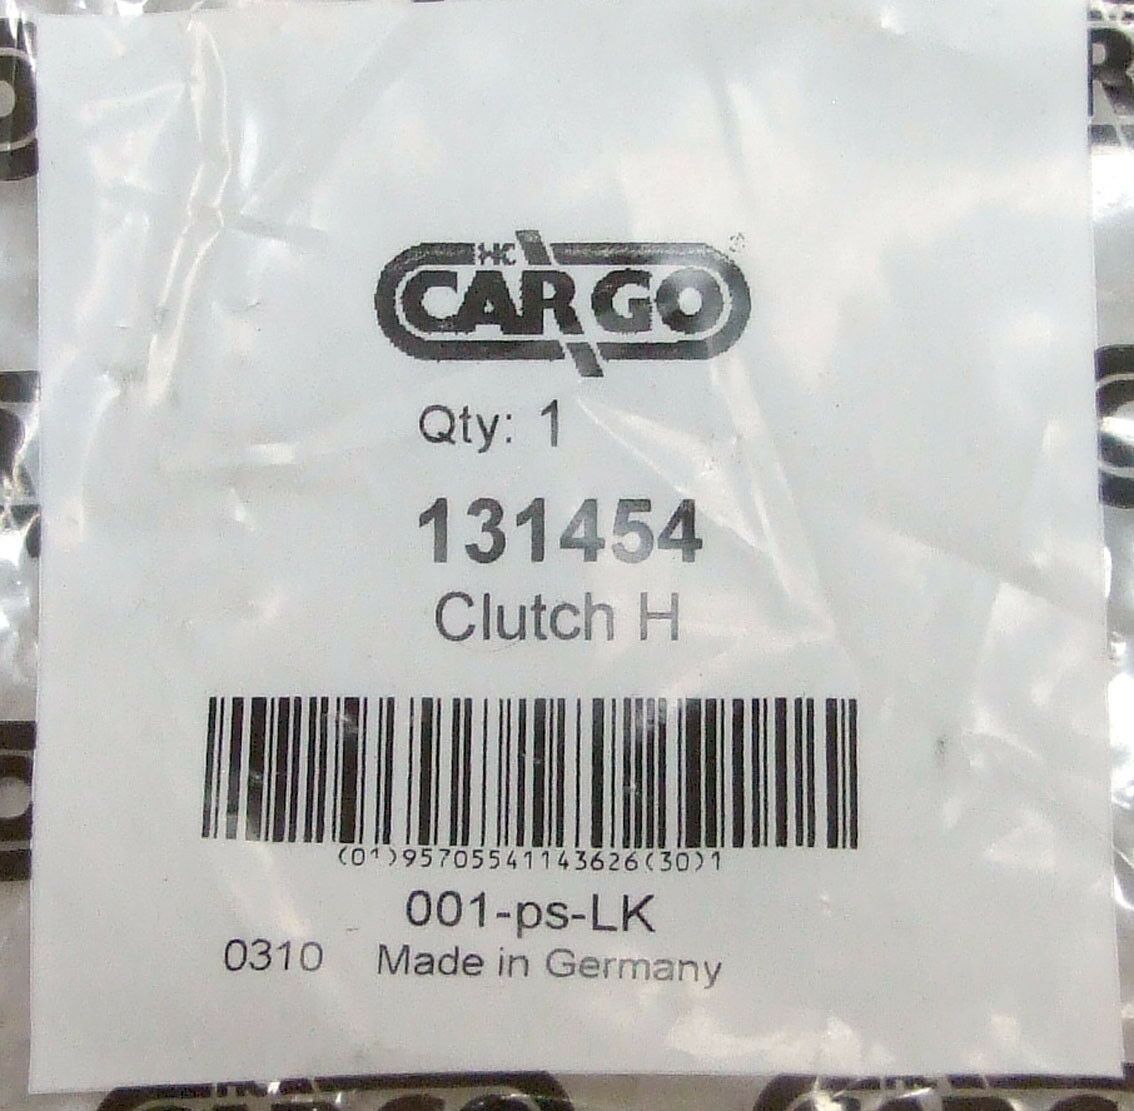 HC
CARGO®
Qty: 1
131454
Clutch H
(01)95705541143626(30)1
001-ps-LK
0310 Made in Germany